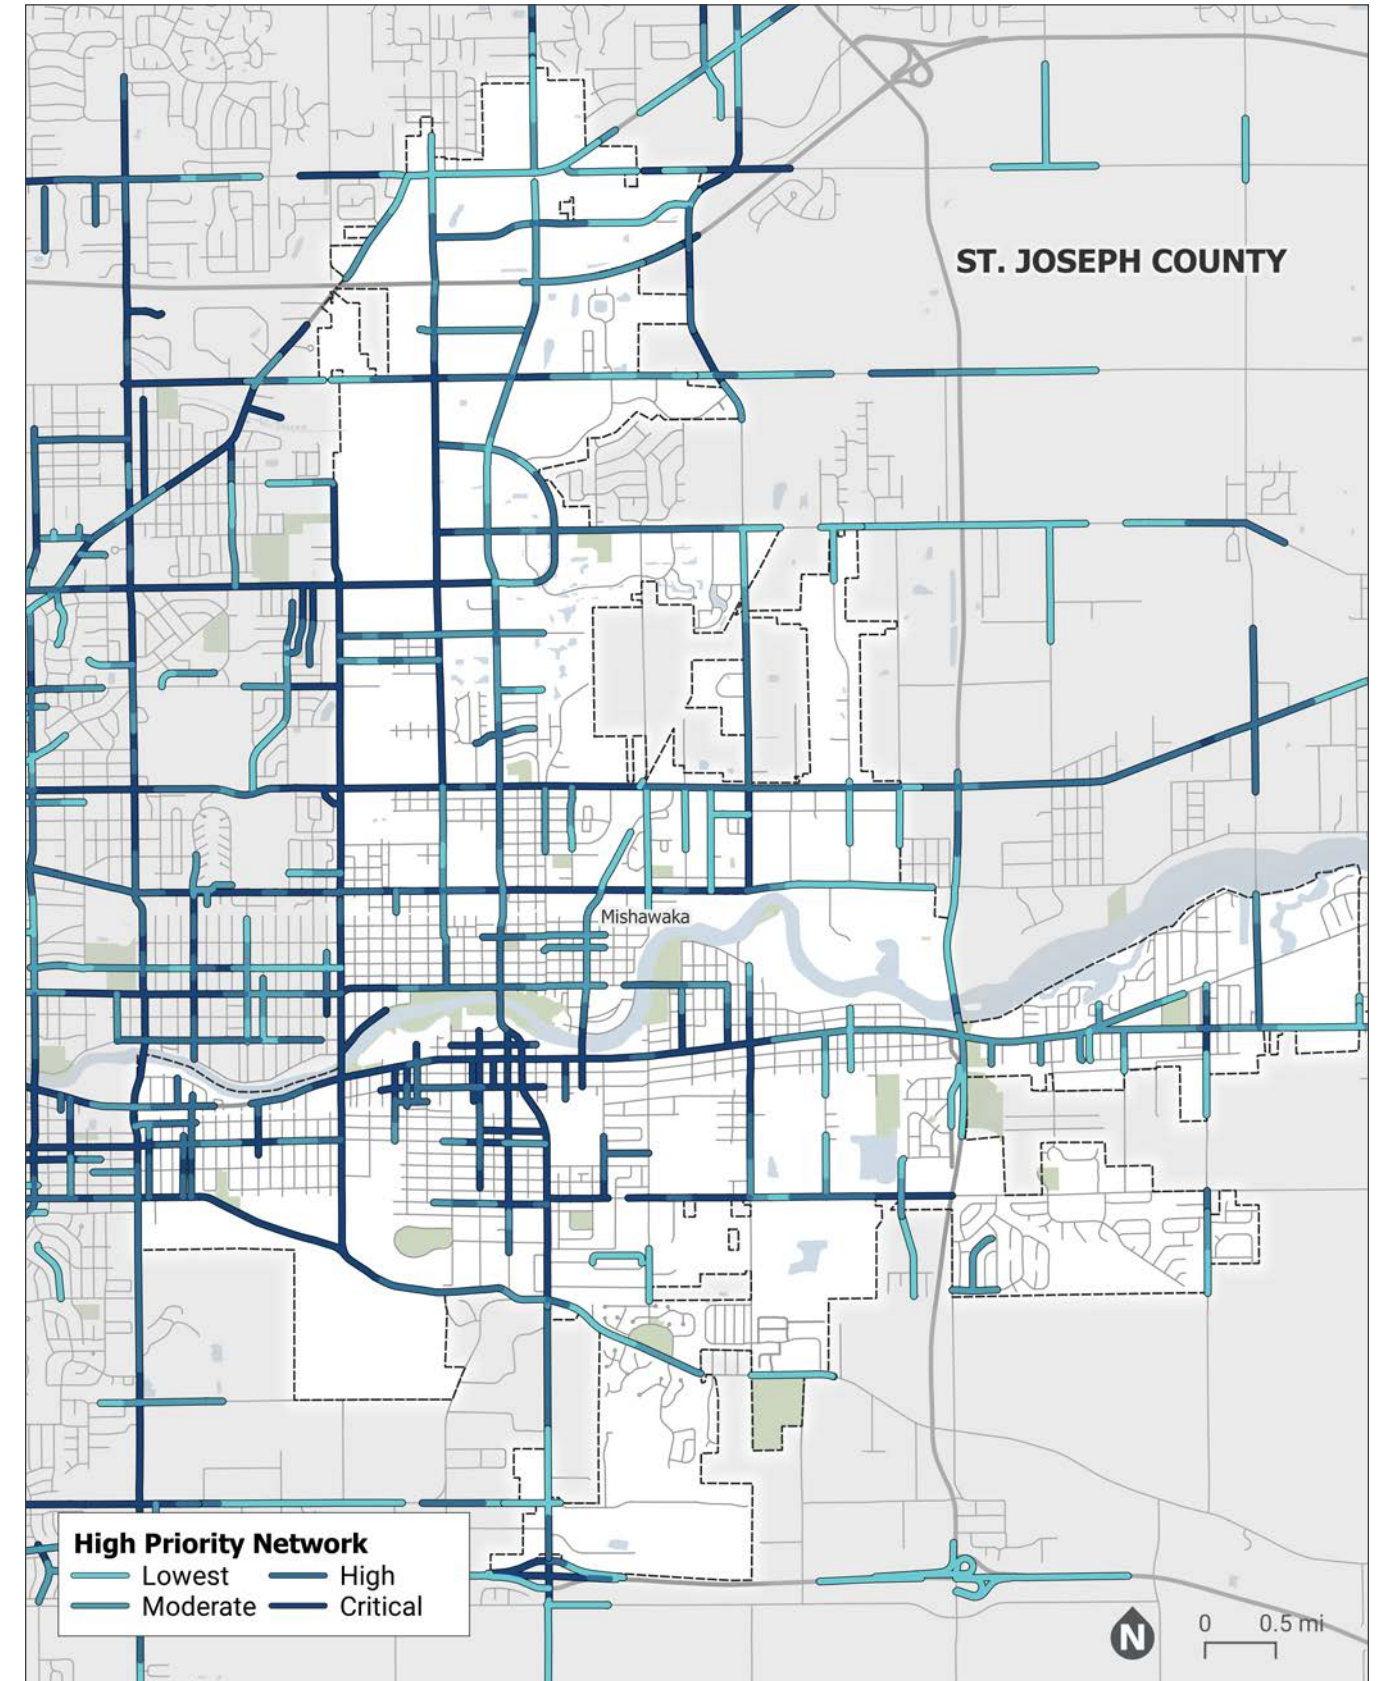 ST. JOSEPH COUNTY
Mishawaka
High Priority Network
Lowest
High
Moderate
Critical
N
0
0.5 mi